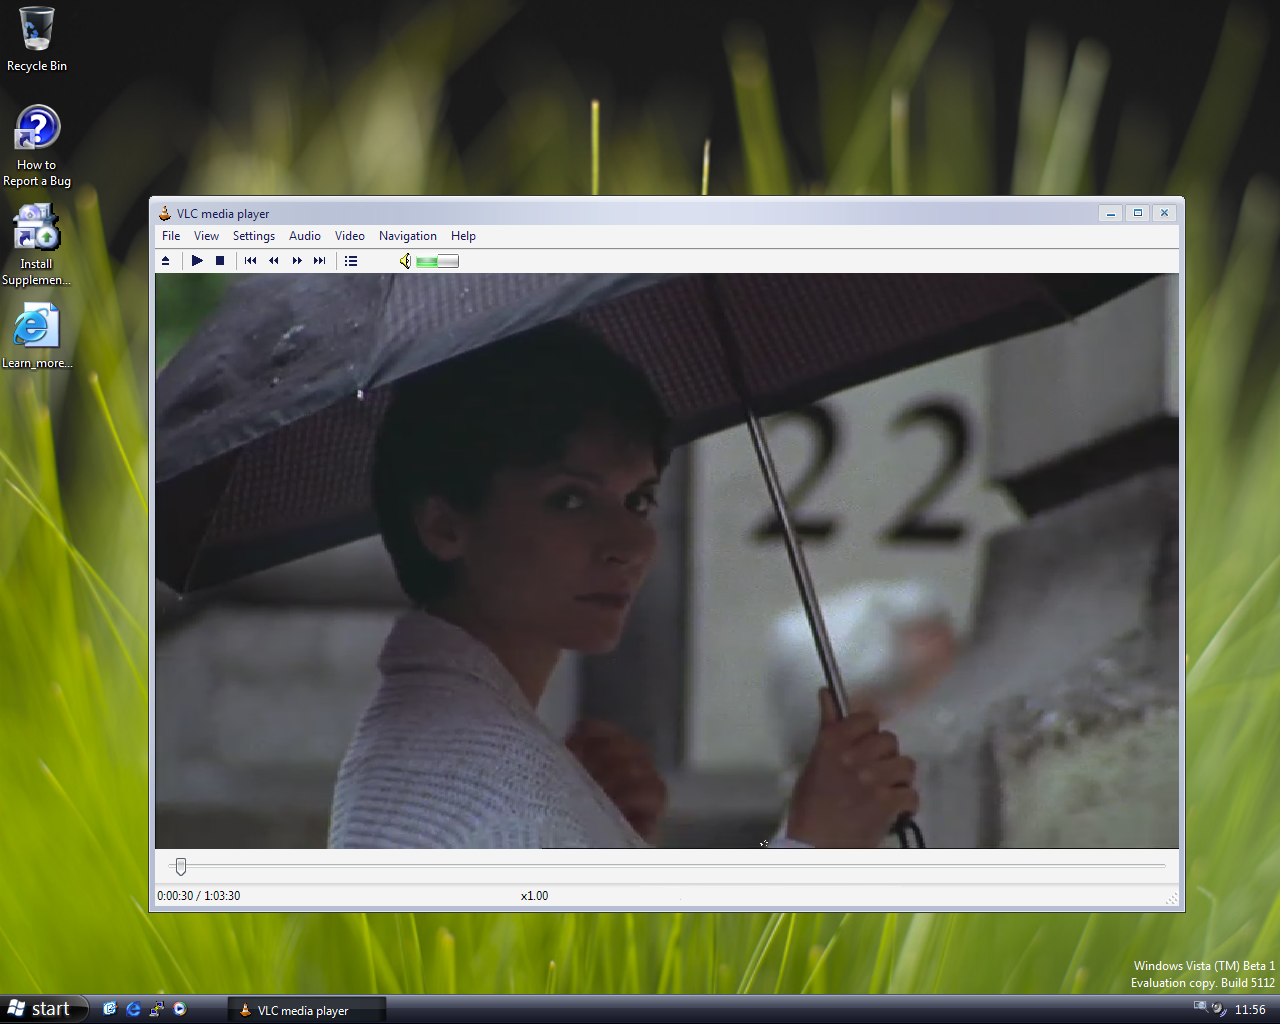 Recycle Bin
How to
Report a Bug
Install
Supplemen...
Learn_more...
VLC media player
File View Settings Audio Video Navigation Help
22
0:00:30 / 1:03:30 x1.00
Windows Vista (TM) Beta 1
Evaluation copy. Build 5112
start VLC media player 11:56